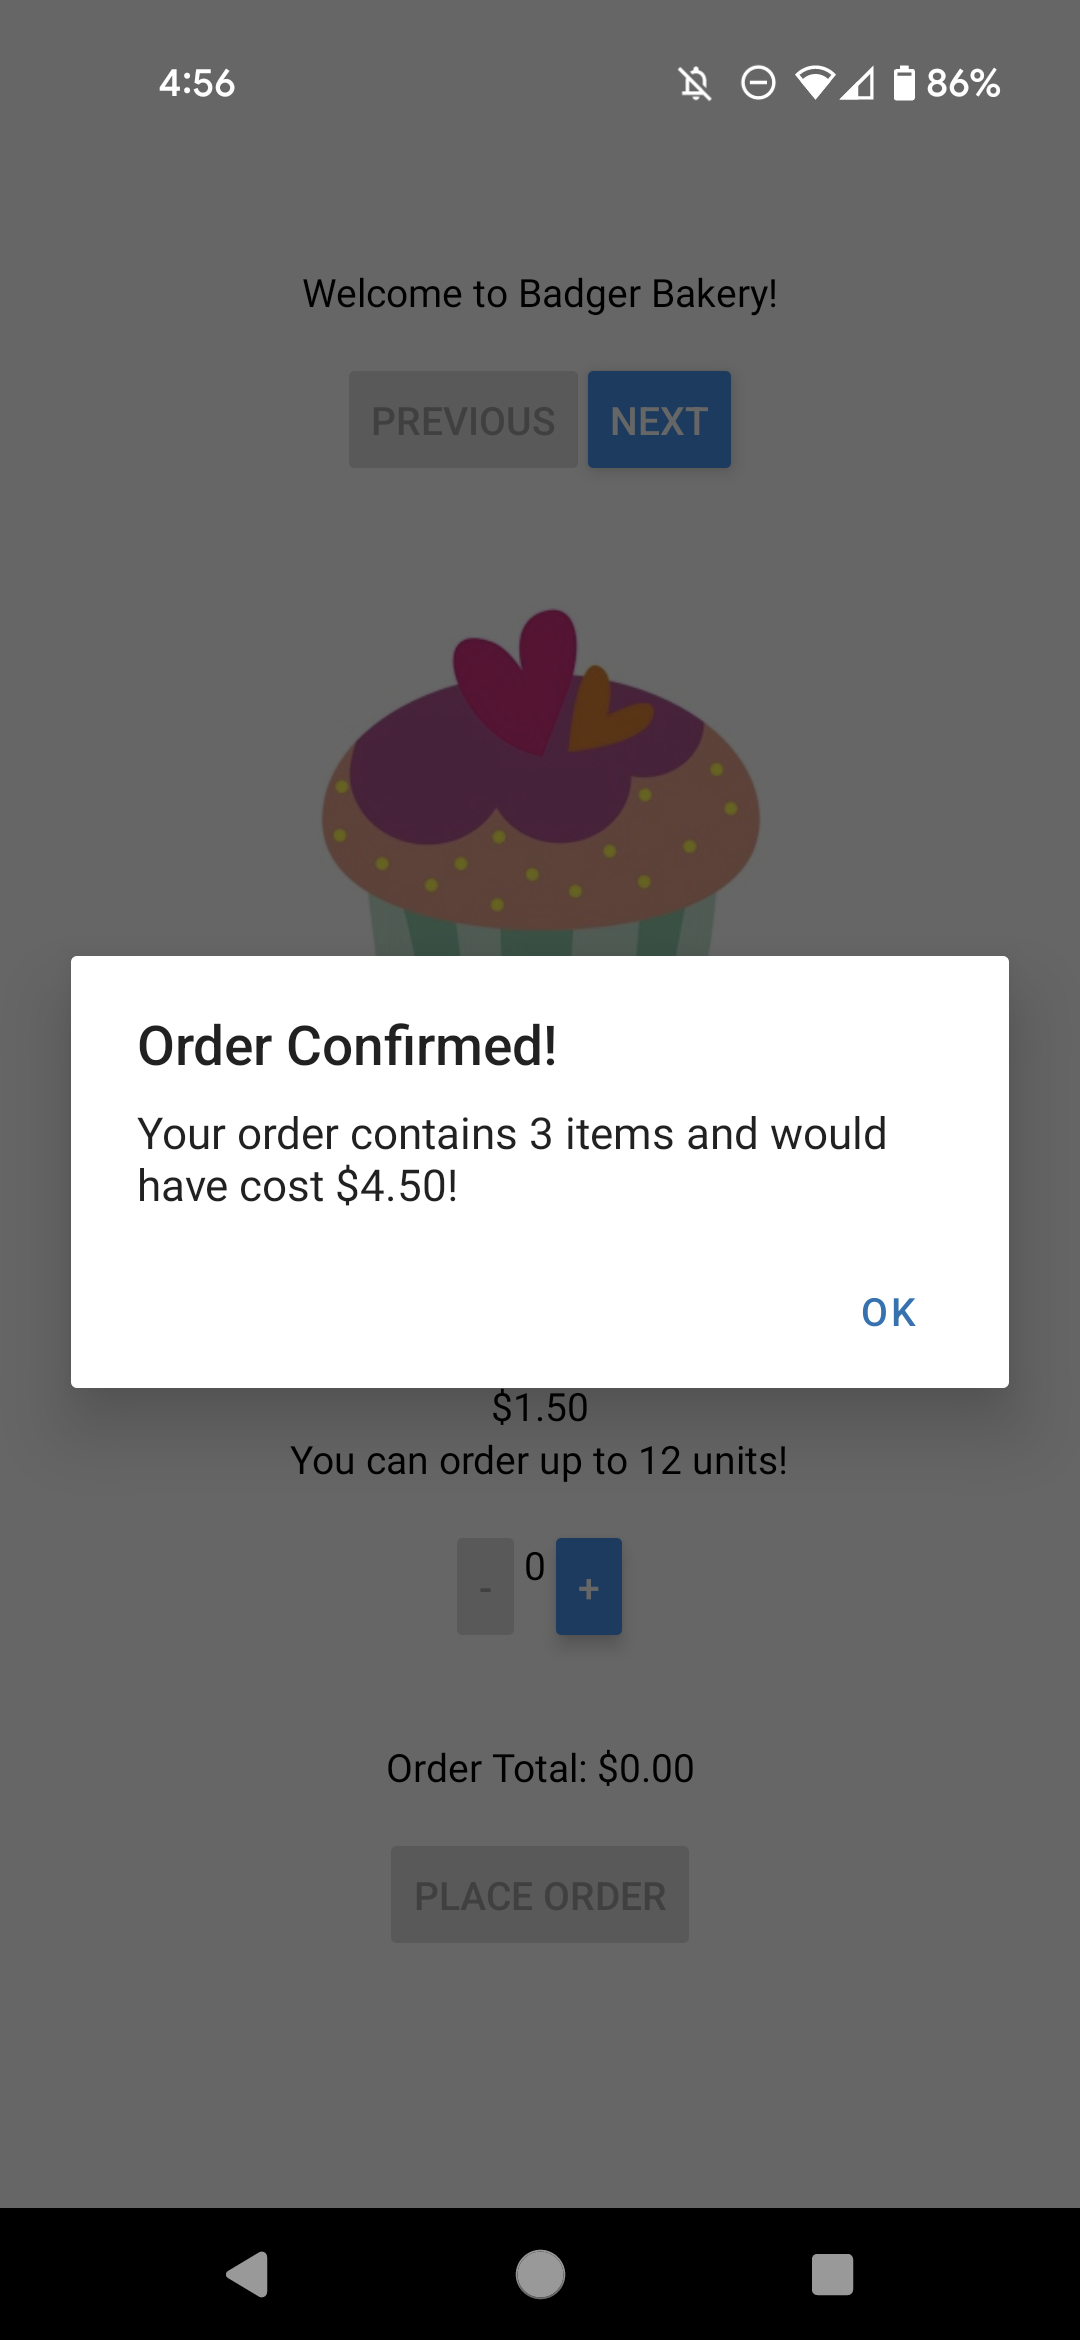 4:56
86%
Welcome to Badger Bakery!
PREVIOUS
NEXT
Order Confirmed!
Your order contains 3 items and would
have cost $4.50!
OK
$1.50
You can order up to 12 units!
- 0 +
Order Total: $0.00
PLACE ORDER